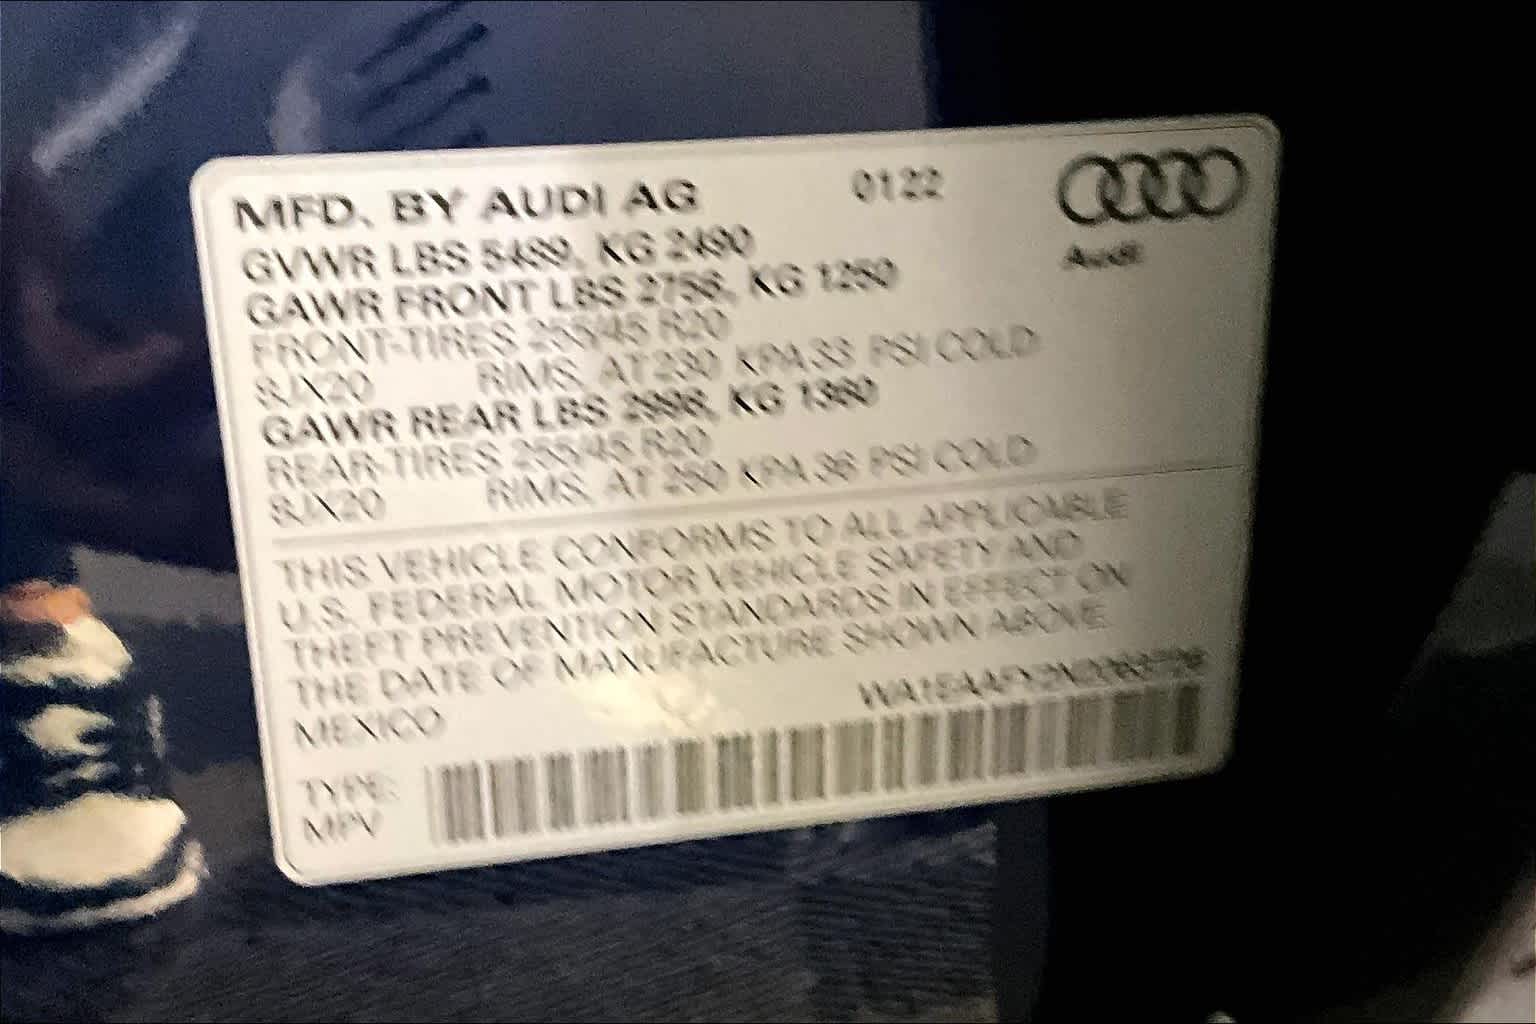 MFD. BY AUDI AG 0122
Audi
GVWR LBS 5489, KG 2490
GAWR FRONT LBS 2756, KG 1250
FRONT-TIRES 255/45 R20
8JX20 RIMS, AT 230 KPA 33 PSI COLD
GAWR REAR LBS 2998, KG 1360
REAR-TIRES 255/45 R20
8JX20 RIMS, AT 250 KPA 36 PSI COLD
THIS VEHICLE CONFORMS TO ALL APPLICABLE
U.S. FEDERAL MOTOR VEHICLE SAFETY AND
THEFT PREVENTION STANDARDS IN EFFECT ON
THE DATE OF MANUFACTURE SHOWN ABOVE.
MEXICO
TYPE:
MPV